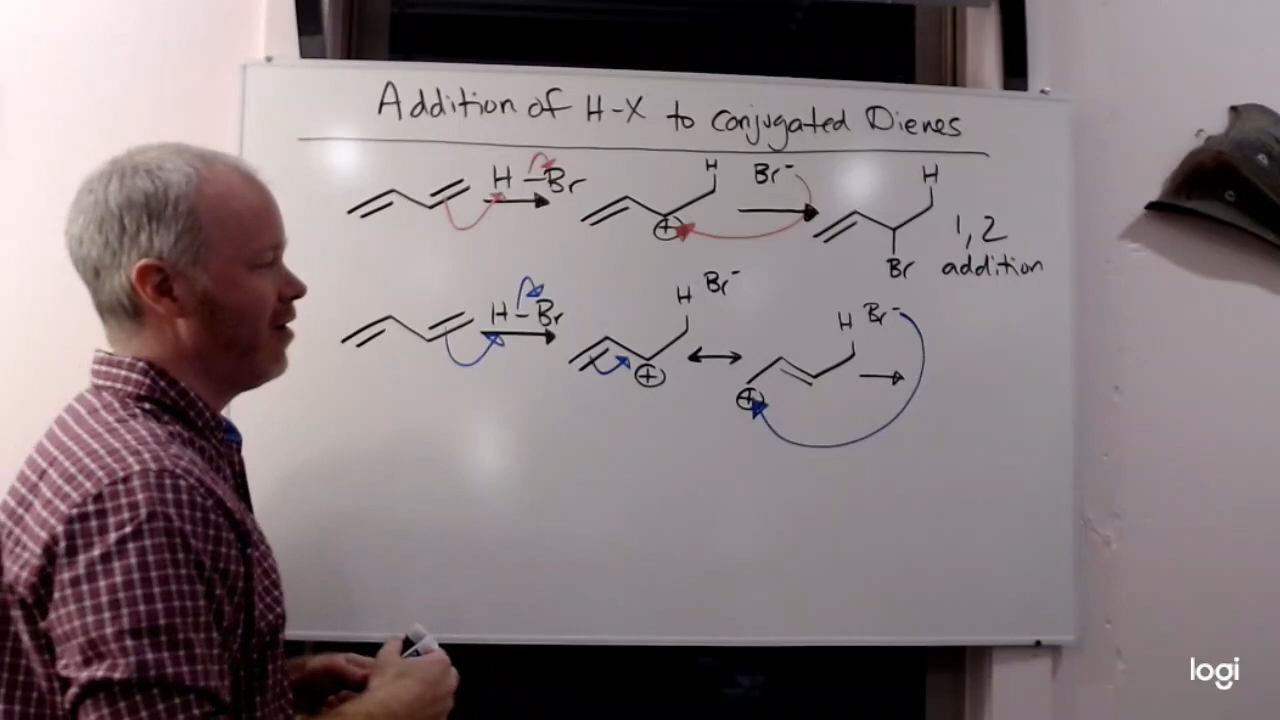 Addition of H-X to conjugated Dienes
H-Br
H
Br⁻
H
⊕
Br
1,2
addition
H-Br
H
Br⁻
⊕
H
Br⁻
⊕
logi